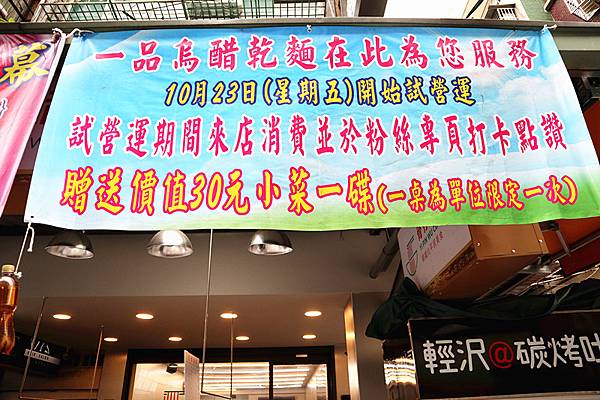 一品烏醋乾麵在此為您服務
10月23日(星期五)開始試營運
試營運期間來店消費並於粉絲專頁打卡點讚
贈送價值30元小菜一碟(一桌為單位限定一次)
幕
輕沢@碳烤吐